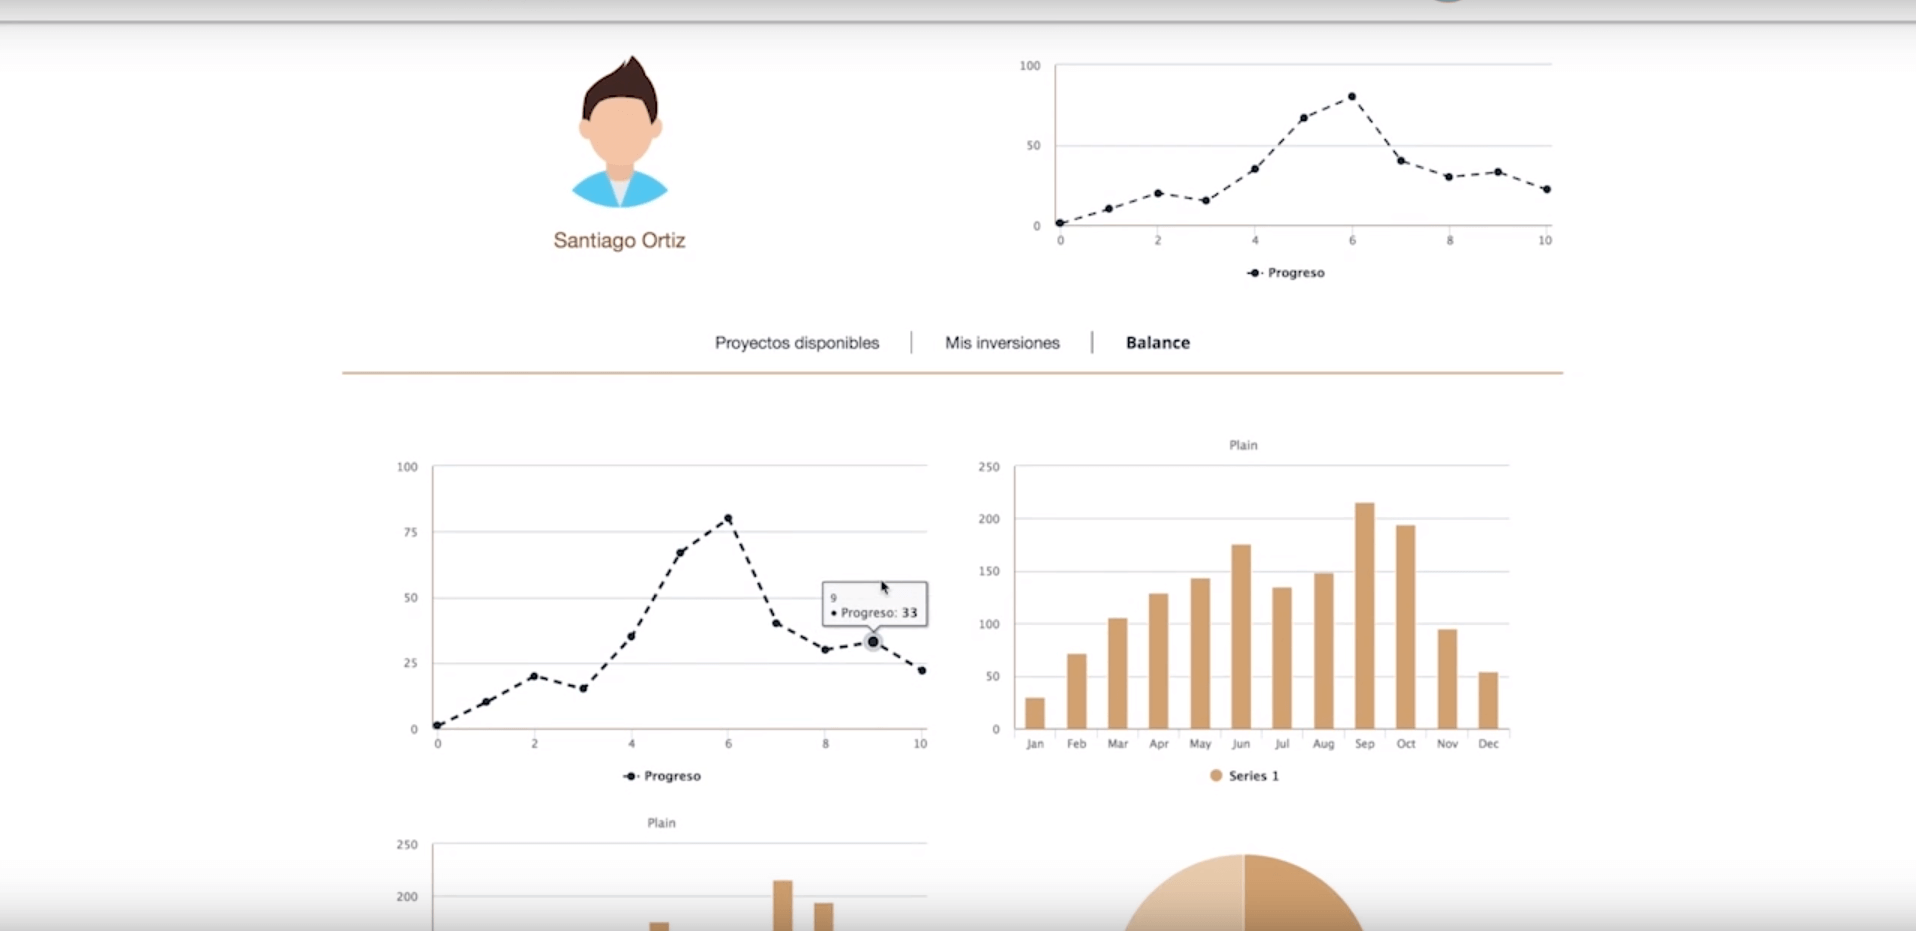 Santiago Ortiz
100
50
0
0 2 4 6 8 10
Progreso
Proyectos disponibles | Mis inversiones | Balance
100
75
50
25
0
0 2 4 6 8 10
9
• Progreso: 33
Progreso
Plain
250
200
150
100
50
0
Jan Feb Mar Apr May Jun Jul Aug Sep Oct Nov Dec
Series 1
Plain
250
200